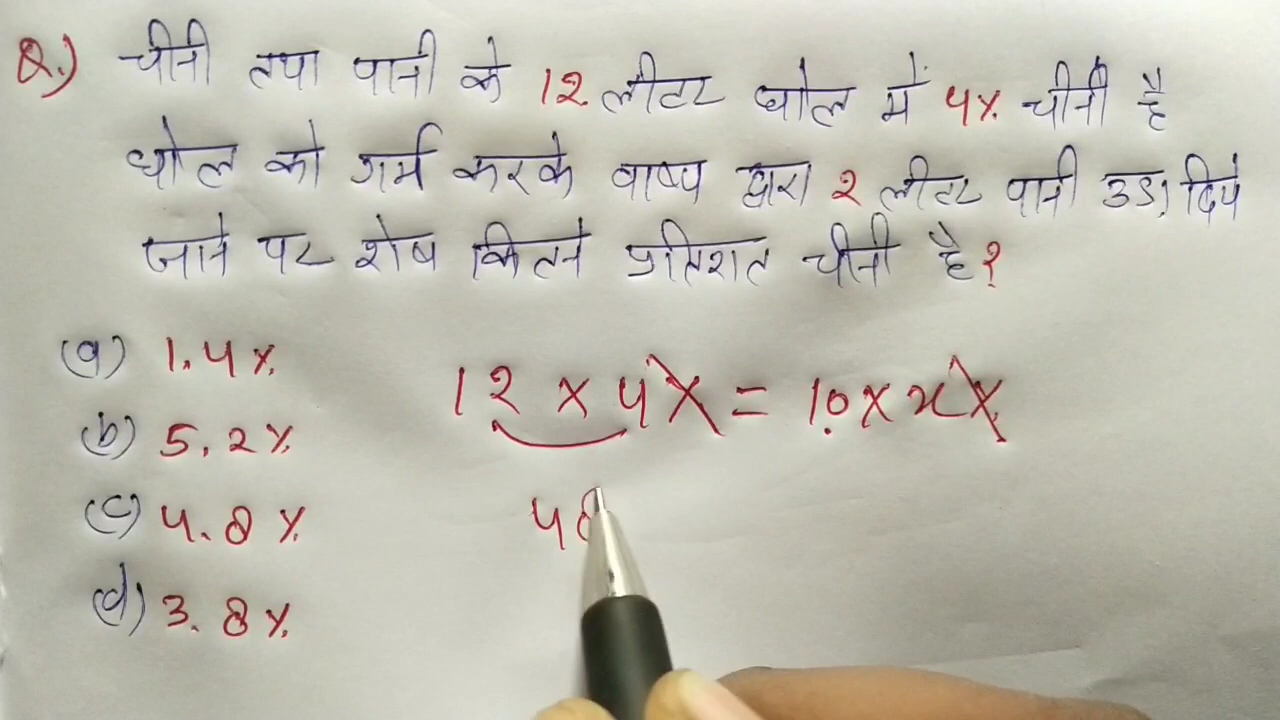 Q.) चीनी तथा पानी के 12 लीटर घोल में 4% चीनी है
घोल को गर्म करके वाष्प द्वारा 2 लीटर पानी उड़ा दिये
जाने पर शेष कितने प्रतिशत चीनी है?
(a) 1.4%
(b) 5.2%
(c) 4.8%
(d) 3.8%
12 × 4% = 10 × x%
48